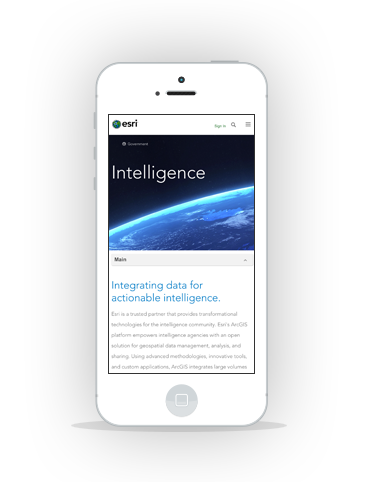 esri
Sign In
Government
Intelligence
Main
Integrating data for
actionable intelligence.
Esri is a trusted partner that provides transformational
technologies for the intelligence community. Esri's ArcGIS
platform empowers intelligence agencies with an open
solution for geospatial data management, analysis, and
sharing. Using advanced methodologies, innovative tools,
and custom applications, ArcGIS integrates large volumes